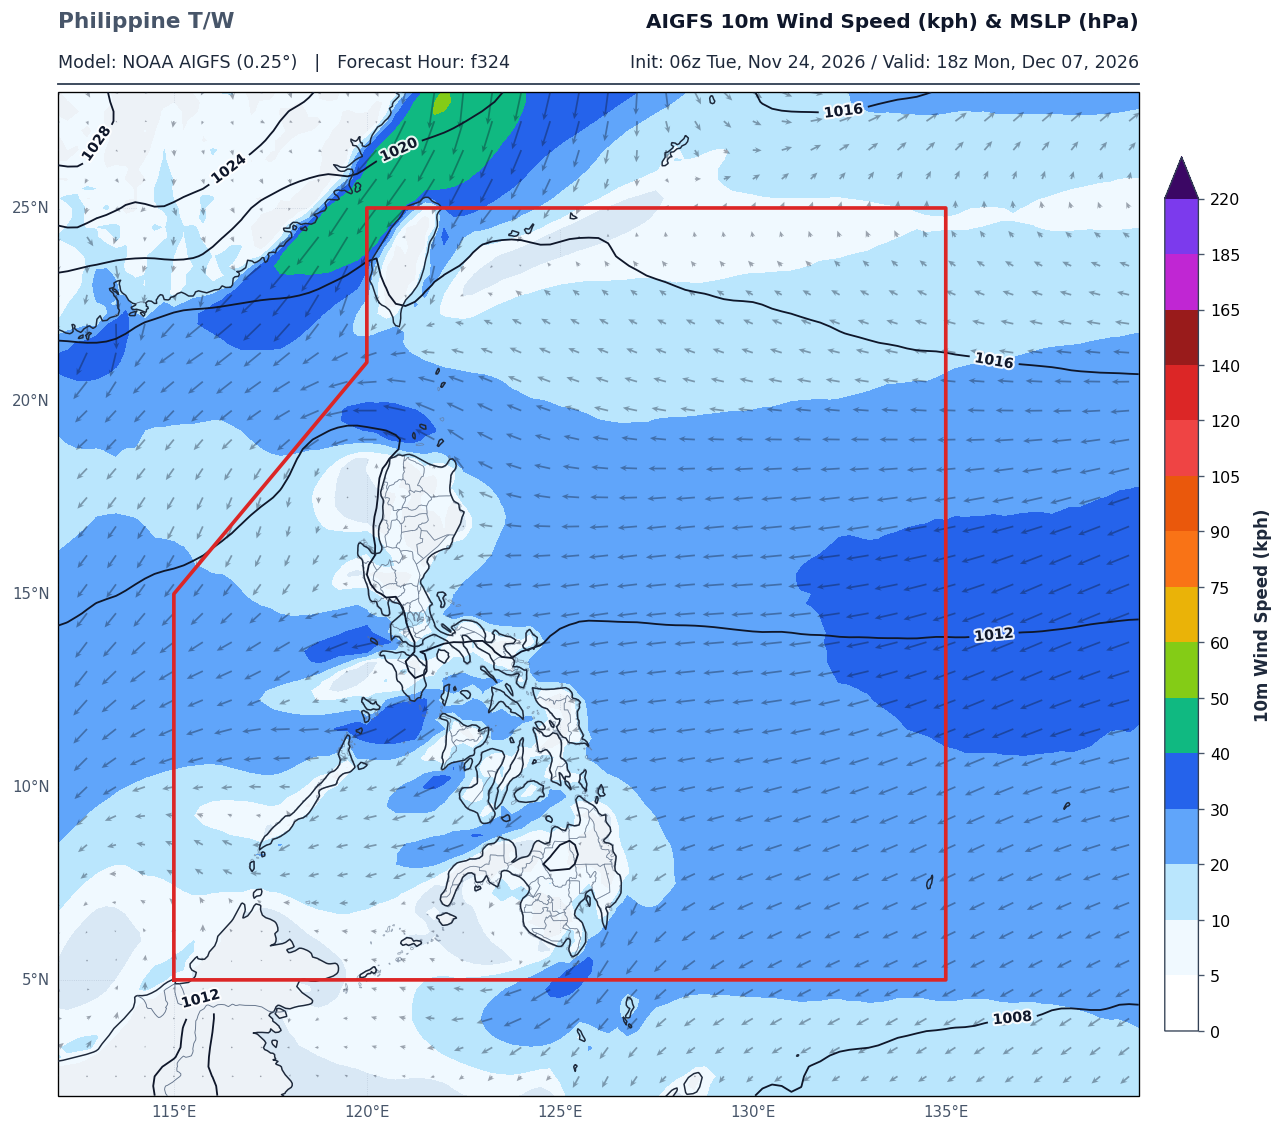 Philippine T/W
AIGFS 10m Wind Speed (kph) & MSLP (hPa)
Model: NOAA AIGFS (0.25°) | Forecast Hour: f324
Init: 06z Tue, Nov 24, 2026 / Valid: 18z Mon, Dec 07, 2026
1028
1024
1020
1016
1016
1012
1012
1008
25°N
20°N
15°N
10°N
5°N
115°E
120°E
125°E
130°E
135°E
220
185
165
140
120
105
90
75
60
50
40
30
20
10
5
0
10m Wind Speed (kph)